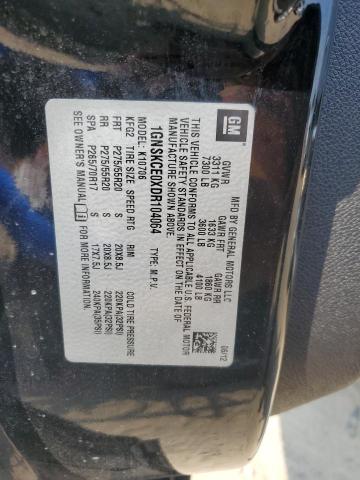 GM
MFD BY GENERAL MOTORS LLC
08/12
GVWR GAWR FRT GAWR RR
3311 KG 1633 KG 1860 KG
7300 LB 3600 LB 4100 LB
THIS VEHICLE CONFORMS TO ALL APPLICABLE U.S. FEDERAL MOTOR
VEHICLE SAFETY STANDARDS IN EFFECT ON THE DATE OF
MANUFACTURE SHOWN ABOVE.
1GNSKCE0XDR104064 TYPE: M.P.V.
MODEL: K10706
KFG2 TIRE SIZE SPEED RTG RIM COLD TIRE PRESSURE
FRT P275/55R20 S 20X8.5J 220KPA(32PSI)
RR P275/55R20 S 20X8.5J 220KPA(32PSI)
SPA P265/70R17 S 17X7.5J 240KPA(35PSI)
SEE OWNER'S MANUAL FOR MORE INFORMATION.